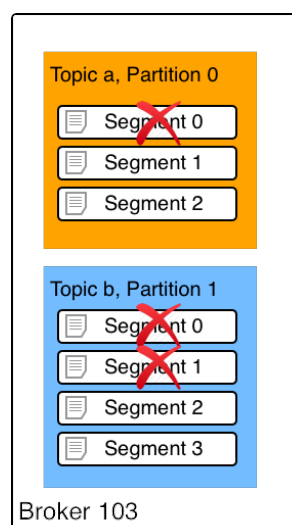 Topic a, Partition 0
Segment 0
Segment 1
Segment 2
Topic b, Partition 1
Segment 0
Segment 1
Segment 2
Segment 3
Broker 103